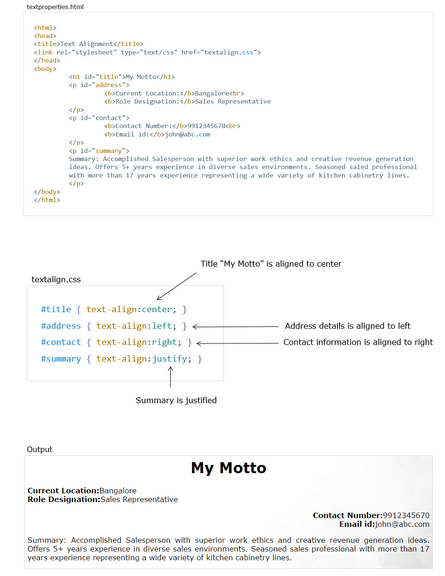 textproperties.html
<html>
<head>
<title>Text Alignment</title>
<link rel="stylesheet" type="text/css" href="textalign.css">
</head>
<body>
<h1 id="title">My Motto</h1>
<p id="address">
<b>Current Location:</b>Bangalore<br>
<b>Role Designation:</b>Sales Representative
</p>
<p id="contact">
<b>Contact Number:</b>9912345670<br>
<b>Email id:</b>john@abc.com
</p>
<p id="summary">
Summary: Accomplished Salesperson with superior work ethics and creative revenue generation
ideas. Offers 5+ years experience in diverse sales environments. Seasoned saled professional
with more than 17 years experience representing a wide variety of kitchen cabinetry lines.
</p>
</body>
</html>
Title “My Motto” is aligned to center
textalign.css
#title { text-align:center; }
#address { text-align:left; }
Address details is aligned to left
#contact { text-align:right; }
Contact information is aligned to right
#summary { text-align:justify; }
Summary is justified
Output
My Motto
Current Location:Bangalore
Role Designation:Sales Representative
Contact Number:9912345670
Email id:john@abc.com
Summary: Accomplished Salesperson with superior work ethics and creative revenue generation ideas.
Offers 5+ years experience in diverse sales environments. Seasoned sales professional with more than 17
years experience representing a wide variety of kitchen cabinetry lines.